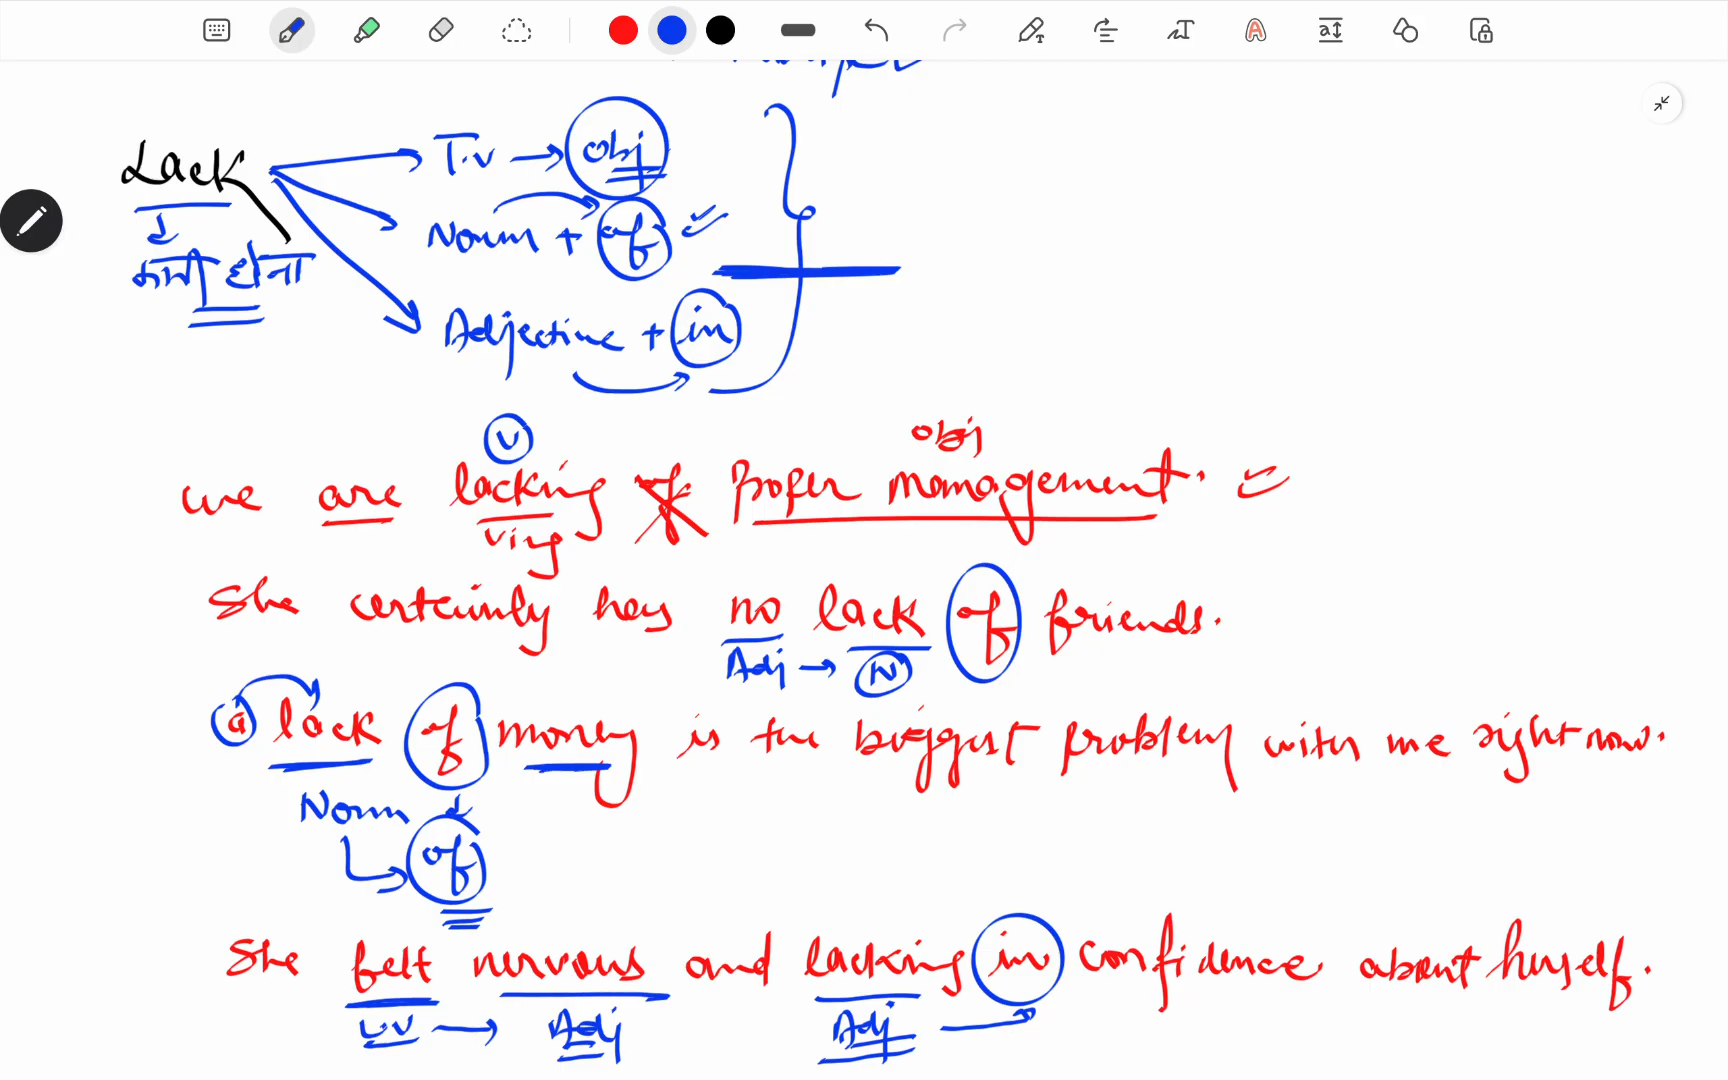 Lack → T.v → obj
कमी होना
Noun + of ✓
Adjective + in
v obj
we are lacking of proper management.
ving
She certainly has no lack of friends.
Adj → N
a lack of money is the biggest problem with me right now.
Noun
of
She felt nervous and lacking in confidence about herself.
LV → Adj Adj